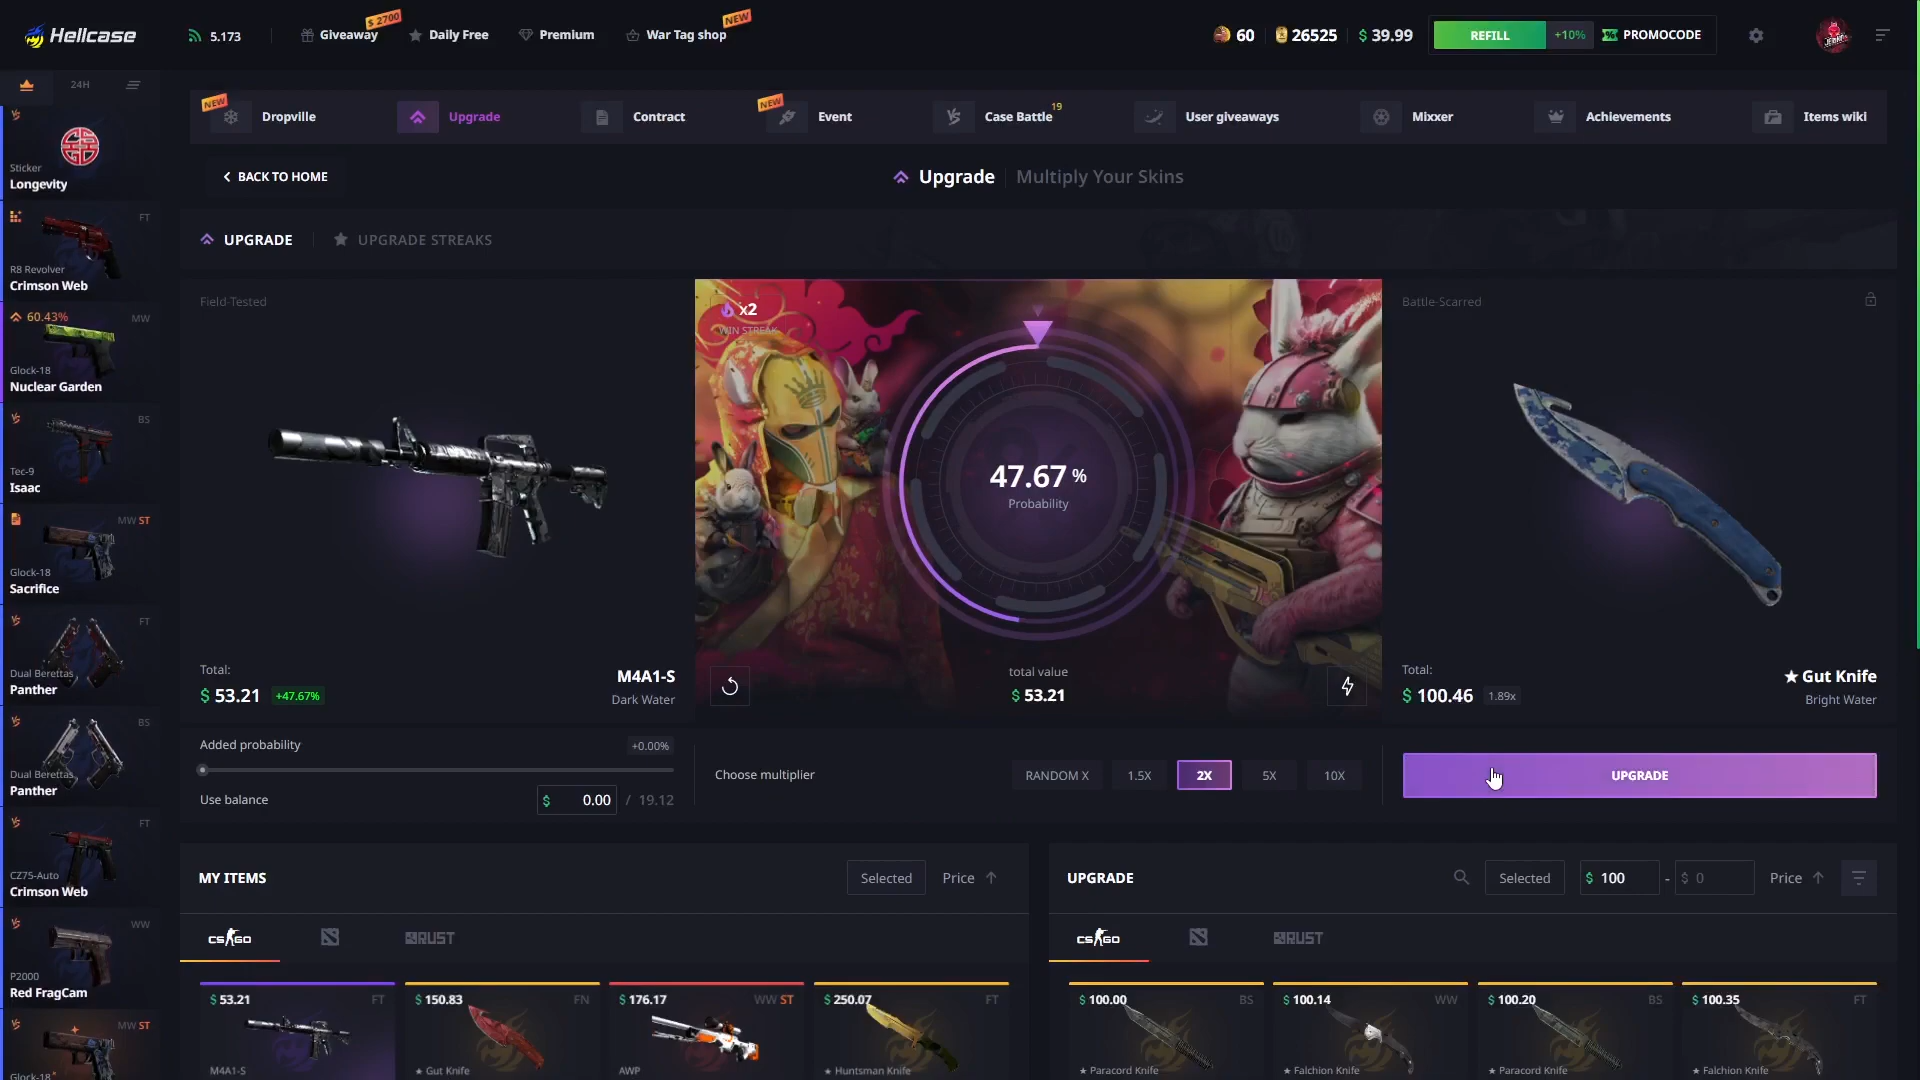 Hellcase
5.173
Giveaway
$ 2700
Daily Free
Premium
War Tag shop
NEW
60
26525
$ 39.99
REFILL
+10%
PROMOCODE
24H
NEW
Dropville
Upgrade
Contract
NEW
Event
Case Battle
19
User giveaways
Mixxer
Achievements
Items wiki
BACK TO HOME
Upgrade
Multiply Your Skins
UPGRADE
UPGRADE STREAKS
Sticker
Longevity
FT
R8 Revolver
Crimson Web
60.43%
MW
Glock-18
Nuclear Garden
BS
Tec-9
Isaac
MW ST
Glock-18
Sacrifice
FT
Dual Berettas
Panther
BS
Dual Berettas
Panther
FT
CZ75-Auto
Crimson Web
WW
P2000
Red FragCam
MW ST
Glock-18
Field-Tested
Total:
$ 53.21
+47.67%
M4A1-S
Dark Water
x2
WIN STREAK
47.67 %
Probability
total value
$ 53.21
Battle-Scarred
Total:
$ 100.46
1.89x
★ Gut Knife
Bright Water
Added probability
+0.00%
Use balance
$ 0.00 / 19.12
Choose multiplier
RANDOM X
1.5X
2X
5X
10X
UPGRADE
MY ITEMS
Selected
Price
CS GO
RUST
$ 53.21
FT
M4A1-S
$ 150.83
FN
★ Gut Knife
$ 176.17
WW ST
AWP
$ 250.07
FT
★ Huntsman Knife
UPGRADE
Selected
$ 100 - $ 0
Price
CS GO
RUST
$ 100.00
BS
★ Paracord Knife
$ 100.14
WW
★ Falchion Knife
$ 100.20
BS
★ Paracord Knife
$ 100.35
FT
★ Falchion Knife